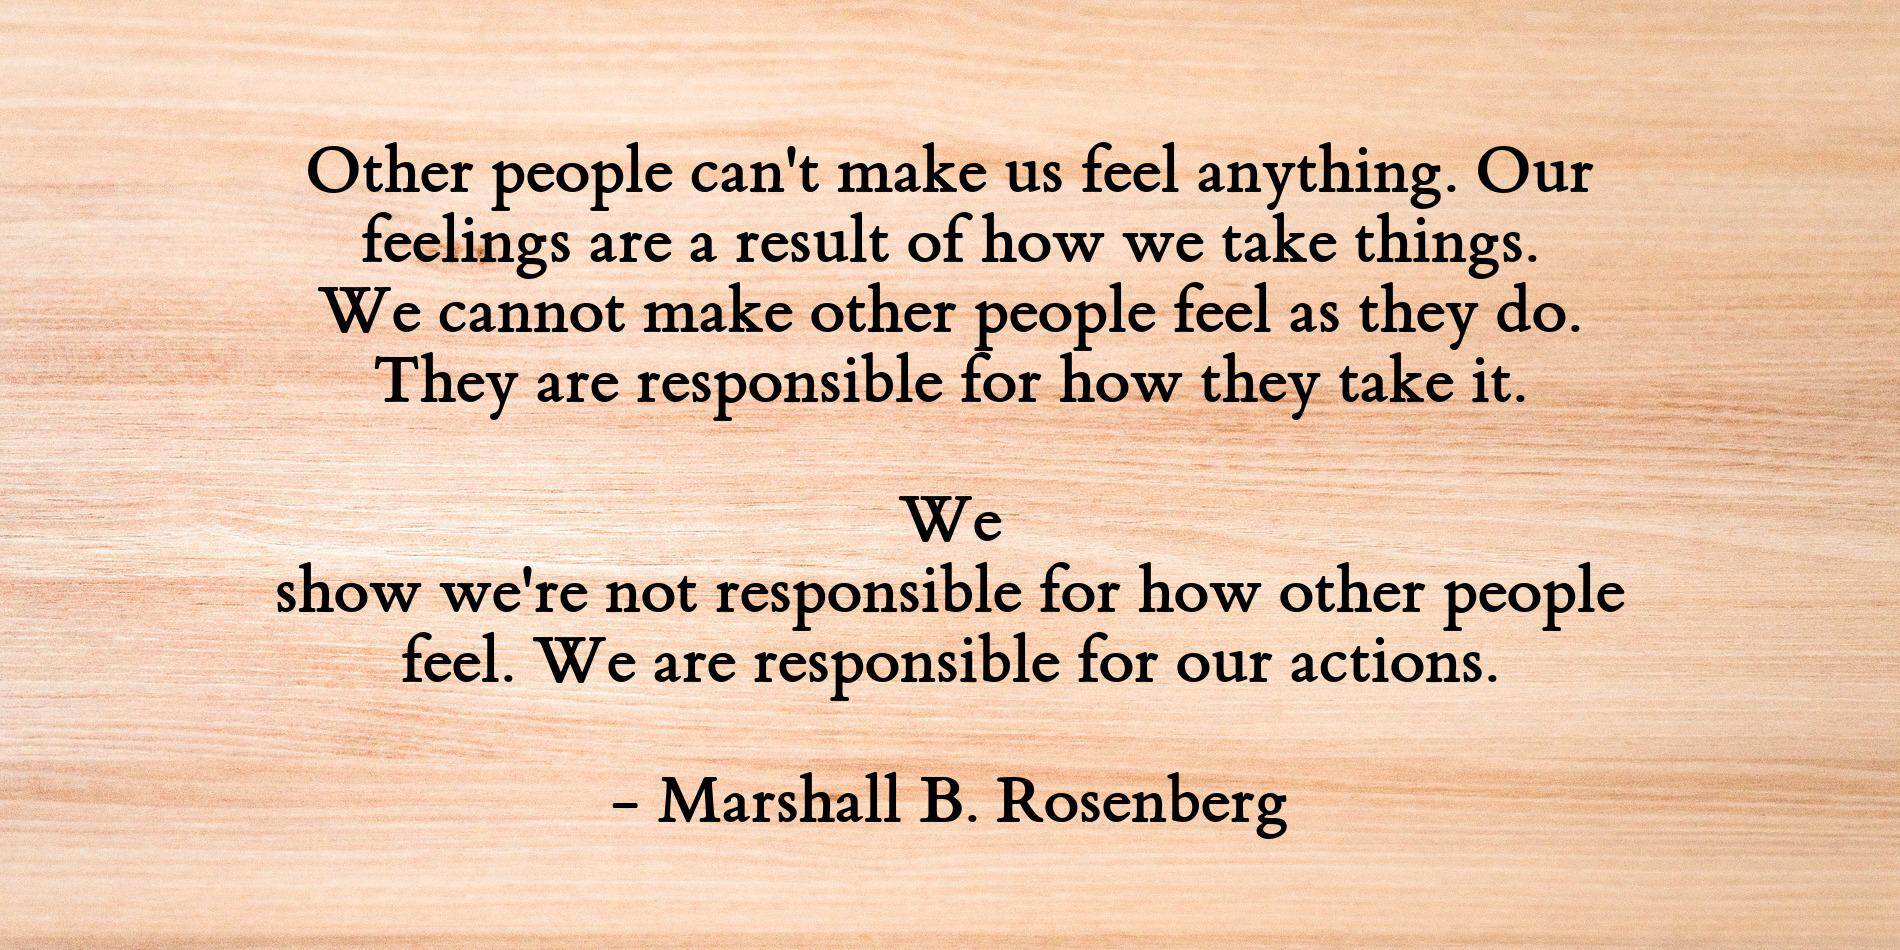 Other people can't make us feel anything. Our
feelings are a result of how we take things.
We cannot make other people feel as they do.
They are responsible for how they take it.
We
show we're not responsible for how other people
feel. We are responsible for our actions.
– Marshall B. Rosenberg